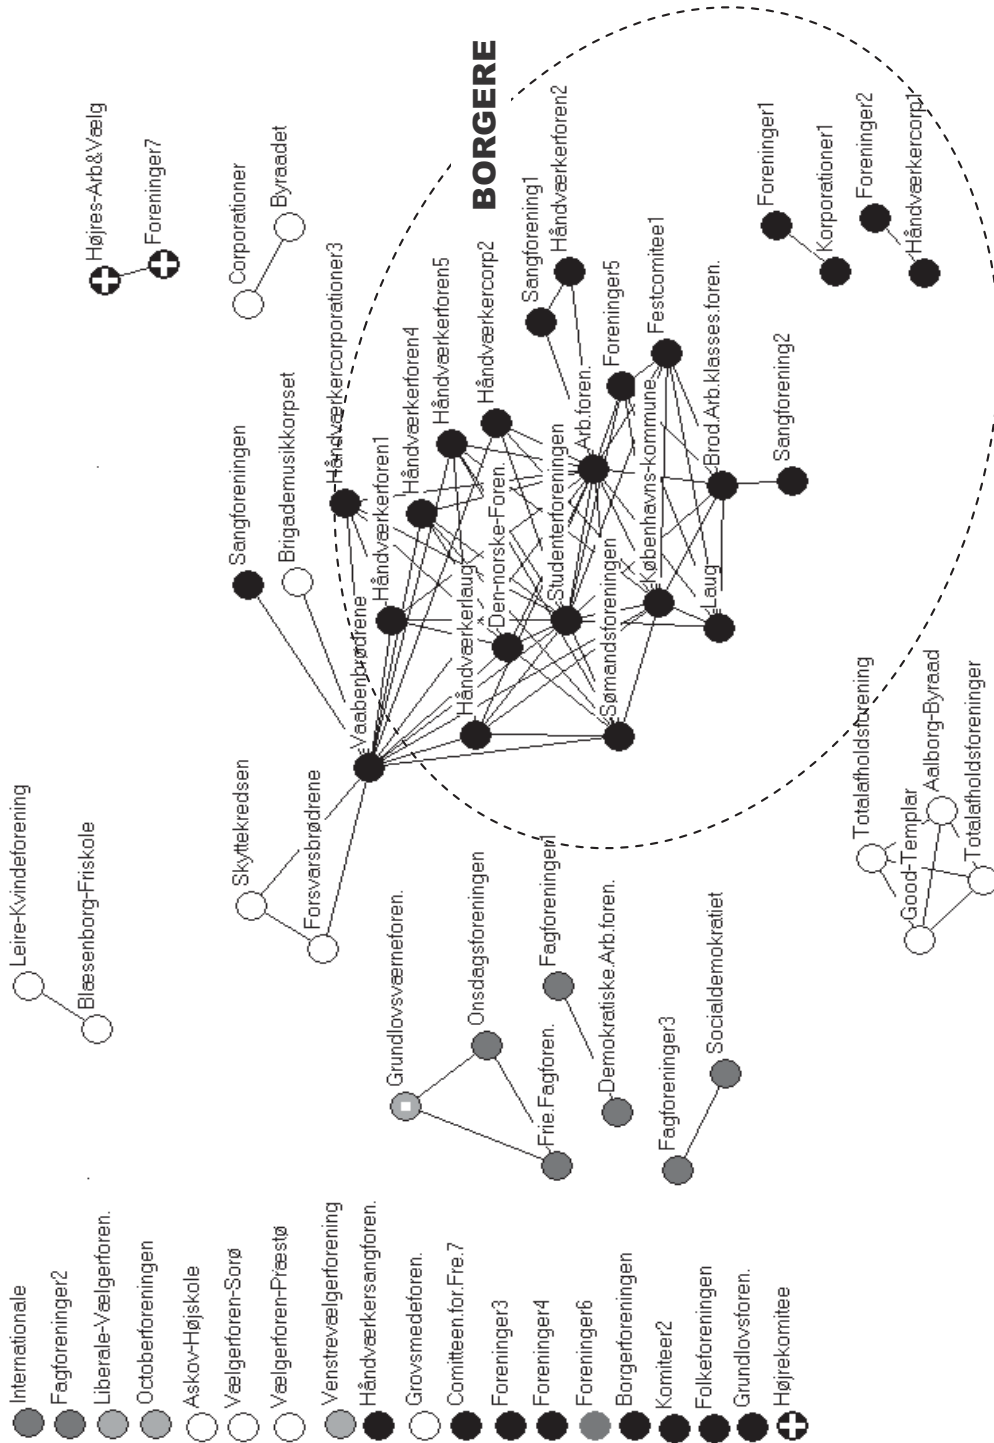 Internationale
Fagforeninger2
Liberale-Vælgerforen.
Octoberforeningen
Askov-Højskole
Vælgerforen-Sorø
Vælgerforen-Præstø
Venstrevælgerforening
Håndværkersangforen.
Grovsmedeforen.
Comitteen.for.Fre.7
Foreninger3
Foreninger4
Foreninger6
Borgerforeningen
Komiteer2
Folkeforeningen
Grundlovsforen.
Højrekomitee
Leire-Kvindeforening
Blæsenborg-Friskole
Skyttekredsen
Forsvarsbrødrene
Grundlovsværneforen.
Onsdagsforeningen
Frie.Fagforen.
Fagforeninger1
Demokratiske.Arb.foren.
Fagforeninger3
Socialdemokratiet
Totalafholdsforening
Good-Templar
Aalborg-Byraad
Totalafholdsforeninger
Sangforeningen
Brigademusikkorpset
Vaabenbrødrene
Håndværkercorporationer3
Håndværkerforen1
Håndværkerforen4
Håndværkerforen5
Håndværkerlaug
Håndværkercorp2
Den-norske-Foren.
Studenterforeningen
Arb.foren.
Sømandsforeningen
Foreninger5
Københavns-kommune
Festcomitee1
Laug
Brod.Arb.klasses.foren.
Sangforening2
Højres-Arb&Vælg
Foreninger7
Corporationer
Byraadet
BORGERE
Sangforening1
Håndværkerforen2
Foreninger1
Korporationer1
Foreninger2
Håndværkercorp1